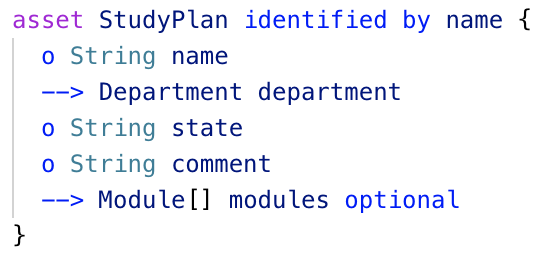 asset StudyPlan identified by name {
  o String name
  --> Department department
  o String state
  o String comment
  --> Module[] modules optional
}